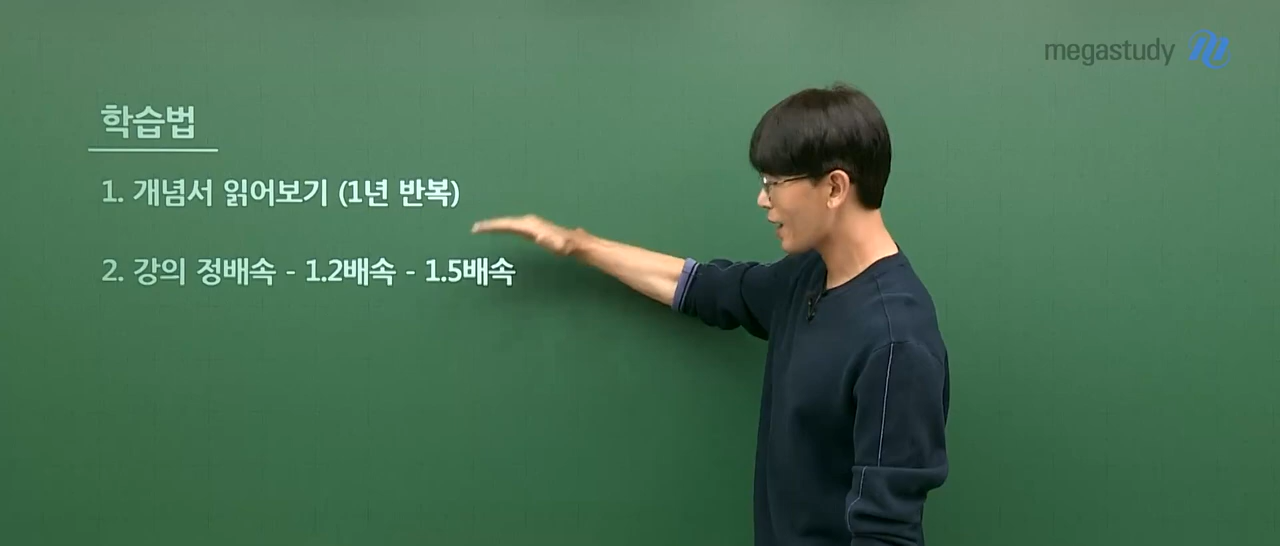 megastudy
학습법
1. 개념서 읽어보기 (1년 반복)
2. 강의 정배속 - 1.2배속 - 1.5배속